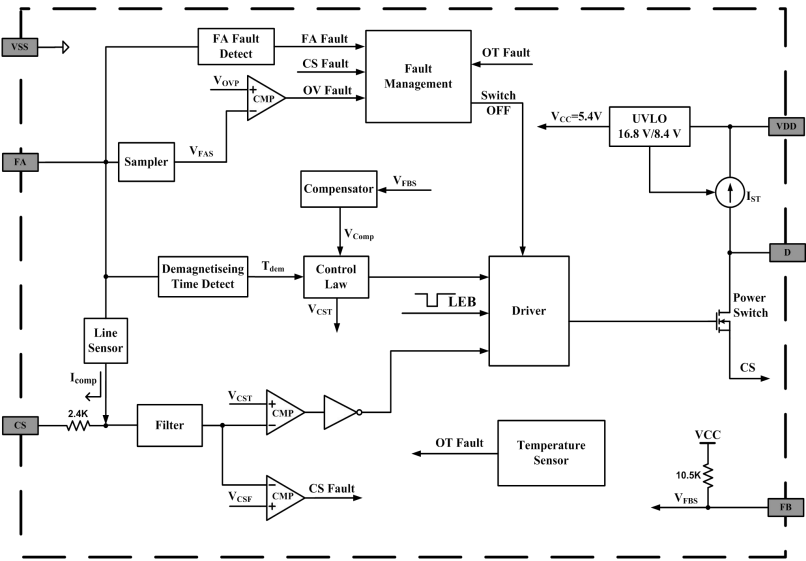 VSS
FA Fault
Detect
FA Fault
CS Fault
OV Fault
Fault
Management
OT Fault
Switch
OFF
VOVP
CMP
VFAS
FA
Sampler
VCC=5.4V
UVLO
16.8 V/8.4 V
VDD
IST
D
Compensator
VFBS
VComp
Demagnetiseing
Time Detect
Tdem
Control
Law
VCST
LEB
Driver
Power
Switch
CS
Line
Sensor
Icomp
CS
2.4K
Filter
VCST
CMP
VCSF
CMP
CS Fault
OT Fault
Temperature
Sensor
VCC
10.5K
VFBS
FB